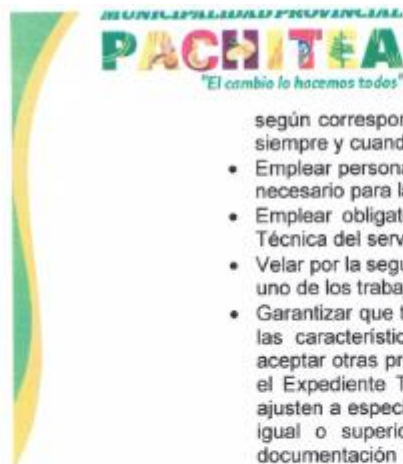 MUNICIPALIDAD PROVINCIAL
PACHITEA
"El cambio lo hacemos todos"
según correspon
siempre y cuand
• Emplear persona
necesario para la
• Emplear obligat
Técnica del serv
• Velar por la segu
uno de los traba
• Garantizar que t
las característic
aceptar otras pr
el Expediente T
ajusten a especi
igual o superio
documentación